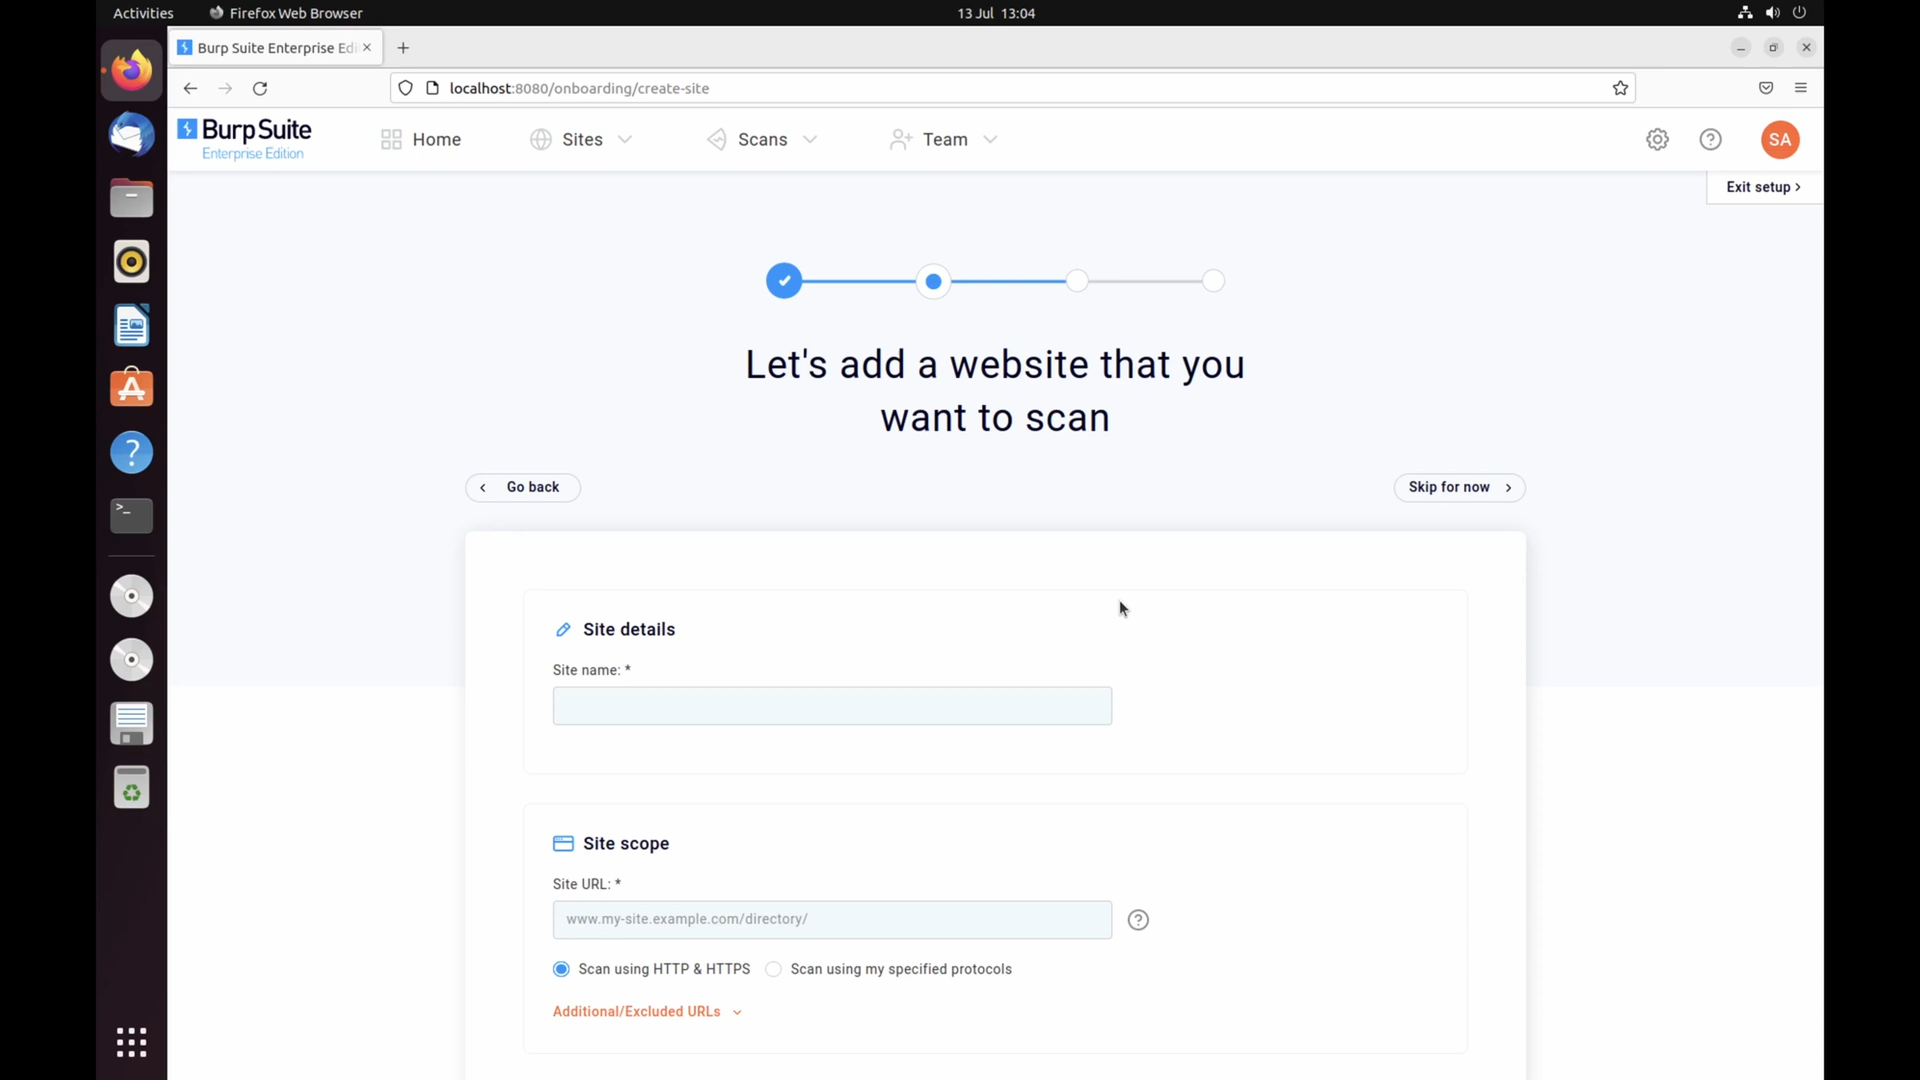 Activities
Firefox Web Browser
13 Jul 13:04
Burp Suite Enterprise Edi
localhost:8080/onboarding/create-site
Burp Suite
Enterprise Edition
Home
Sites
Scans
Team
SA
Exit setup
Let's add a website that you
want to scan
Go back
Skip for now
Site details
Site name: *
Site scope
Site URL: *
www.my-site.example.com/directory/
Scan using HTTP & HTTPS
Scan using my specified protocols
Additional/Excluded URLs